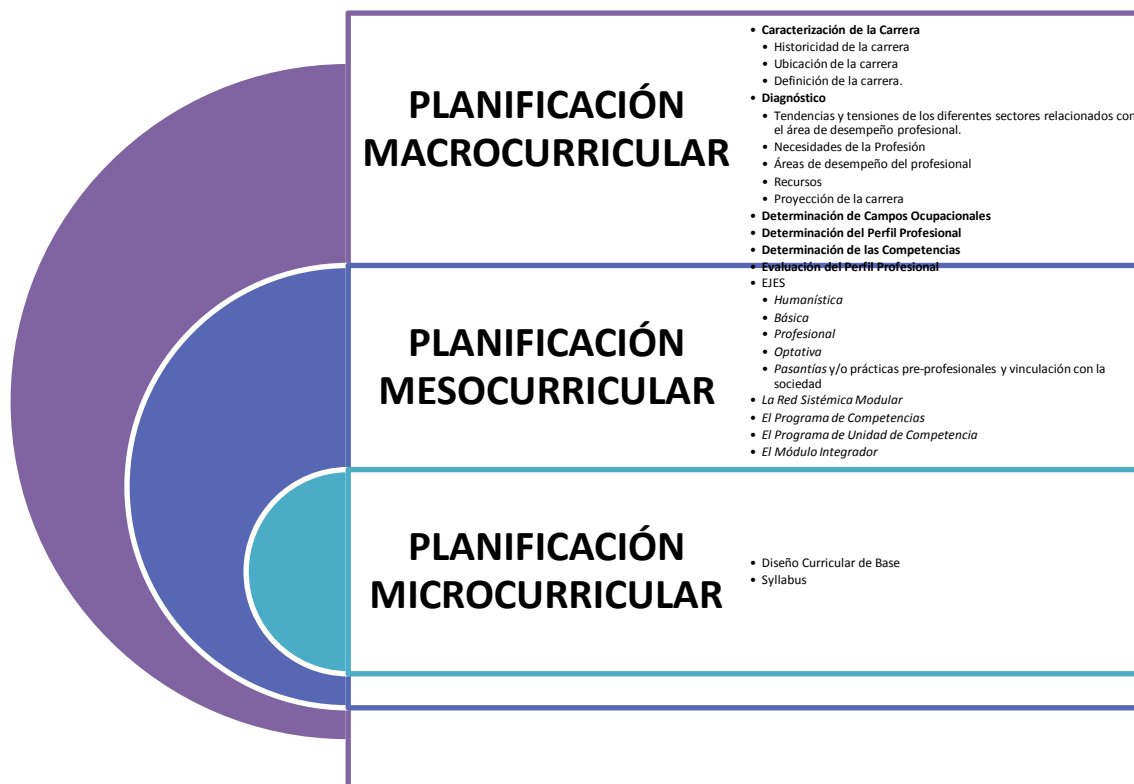 PLANIFICACIÓN
MACROCURRICULAR
• Caracterización de la Carrera
• Historicidad de la carrera
• Ubicación de la carrera
• Definición de la carrera.
• Diagnóstico
• Tendencias y tensiones de los diferentes sectores relacionados con
el área de desempeño profesional.
• Necesidades de la Profesión
• Áreas de desempeño del profesional
• Recursos
• Proyección de la carrera
• Determinación de Campos Ocupacionales
• Determinación del Perfil Profesional
• Determinación de las Competencias
• Evaluación del Perfil Profesional
PLANIFICACIÓN
MESOCURRICULAR
• EJES
• Humanística
• Básica
• Profesional
• Optativa
• Pasantías y/o prácticas pre-profesionales y vinculación con la
sociedad
• La Red Sistémica Modular
• El Programa de Competencias
• El Programa de Unidad de Competencia
• El Módulo Integrador
PLANIFICACIÓN
MICROCURRICULAR
• Diseño Curricular de Base
• Syllabus